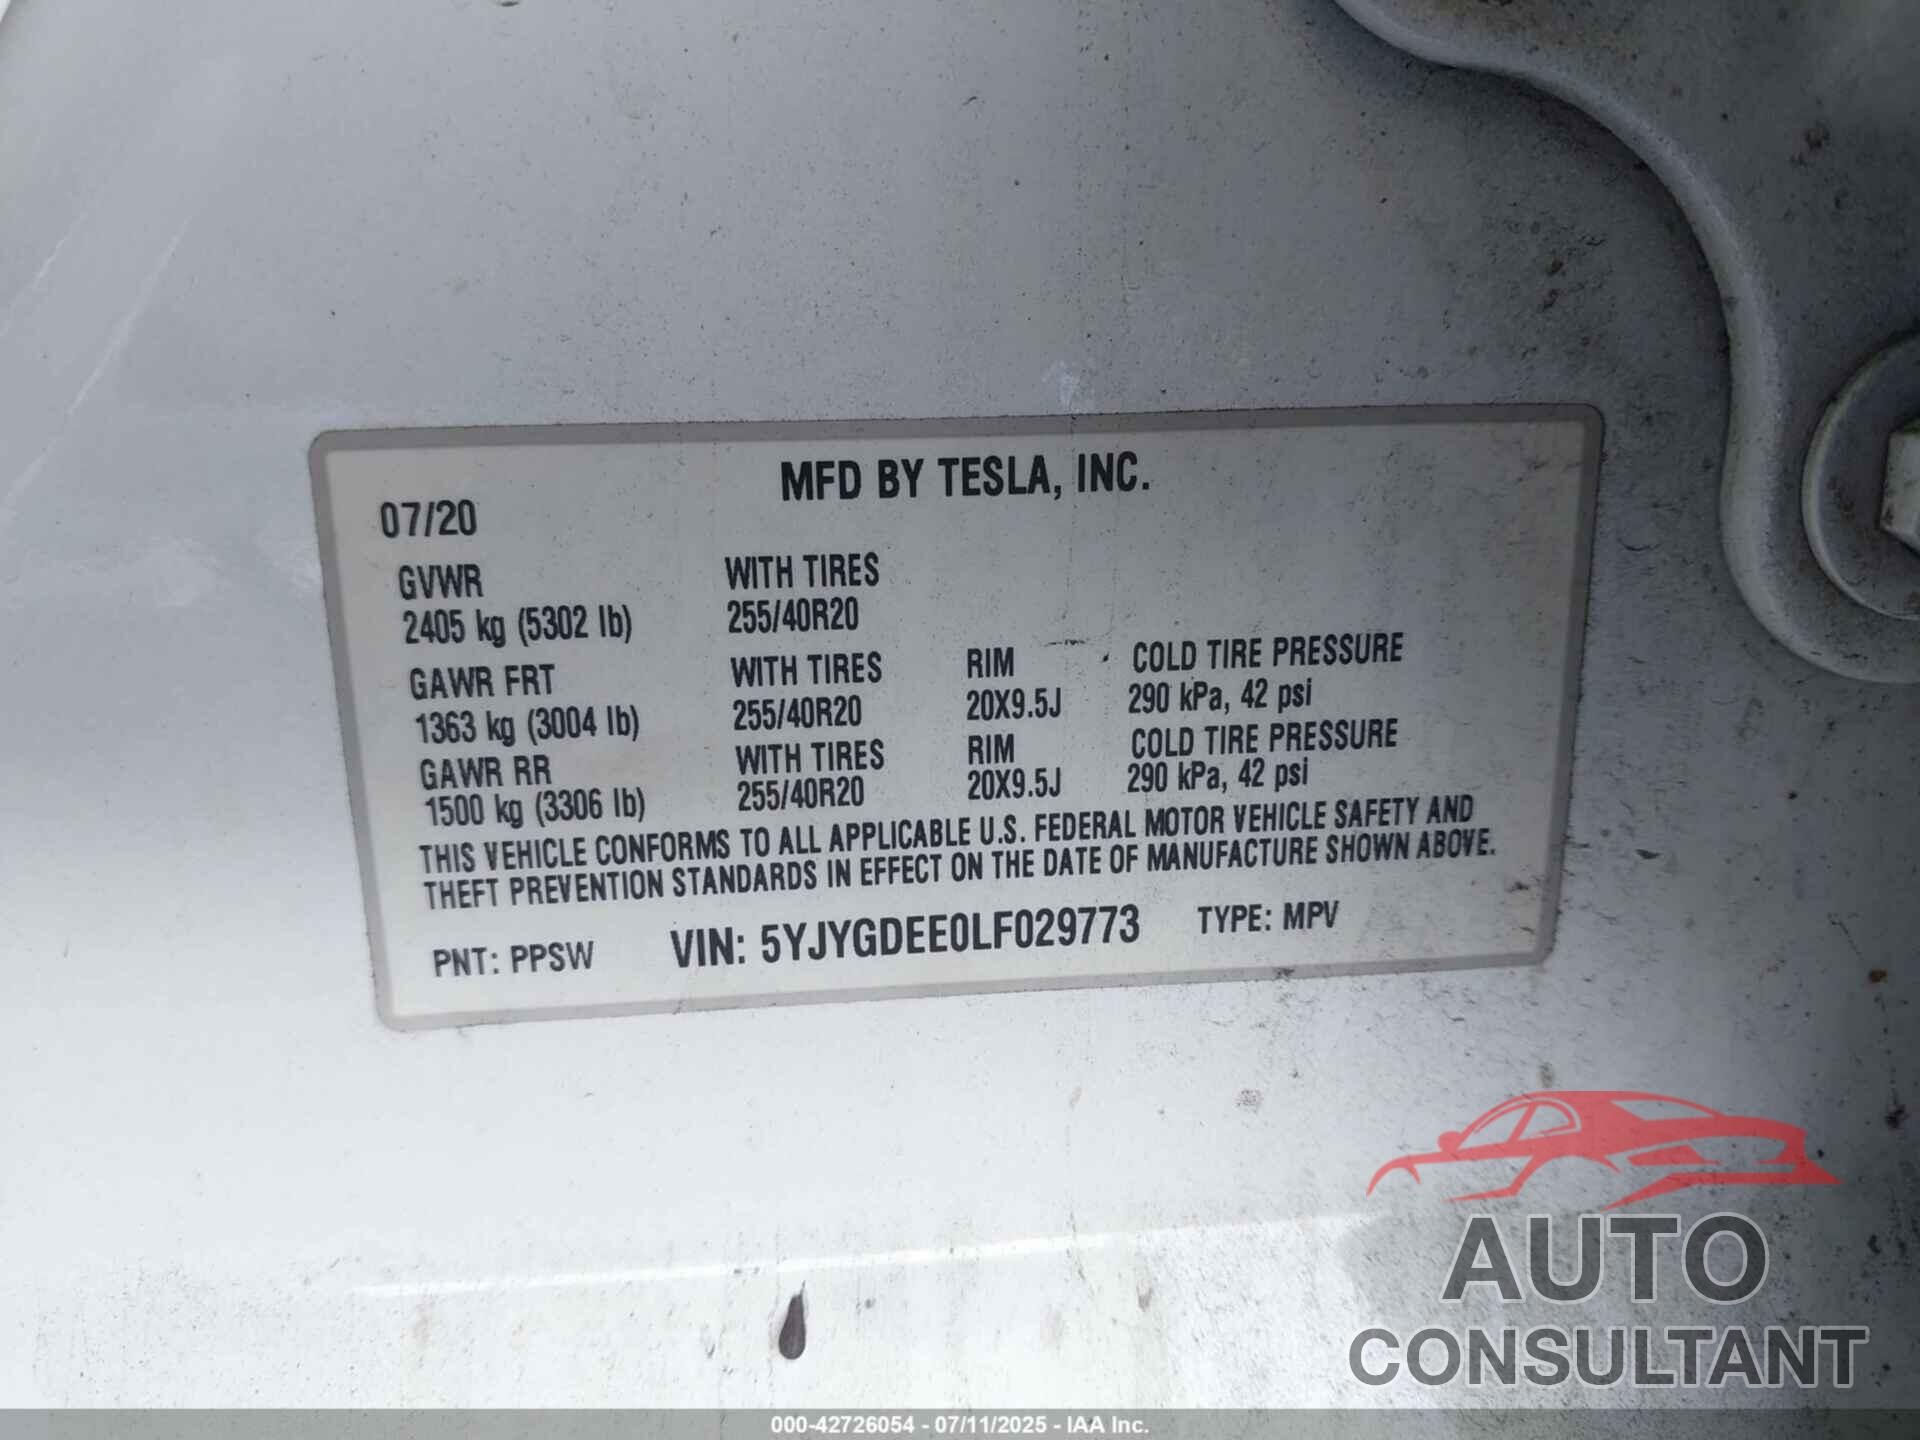 MFD BY TESLA, INC.
07/20
GVWR WITH TIRES
2405 kg (5302 lb) 255/40R20
GAWR FRT WITH TIRES RIM COLD TIRE PRESSURE
1363 kg (3004 lb) 255/40R20 20X9.5J 290 kPa, 42 psi
GAWR RR WITH TIRES RIM COLD TIRE PRESSURE
1500 kg (3306 lb) 255/40R20 20X9.5J 290 kPa, 42 psi
THIS VEHICLE CONFORMS TO ALL APPLICABLE U.S. FEDERAL MOTOR VEHICLE SAFETY AND
THEFT PREVENTION STANDARDS IN EFFECT ON THE DATE OF MANUFACTURE SHOWN ABOVE.
PNT: PPSW VIN: 5YJYGDEE0LF029773 TYPE: MPV
AUTO
CONSULTANT
000-42726054 - 07/11/2025 - IAA Inc.